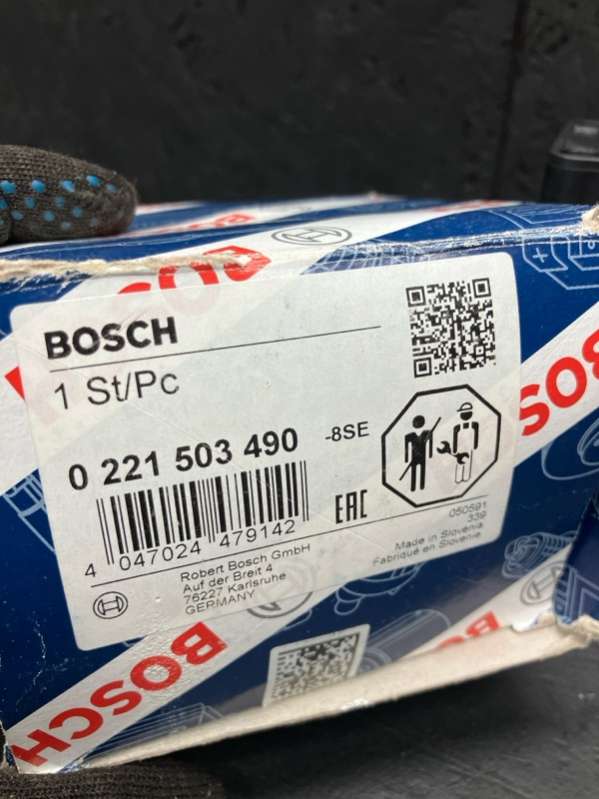 BOSCH
BOSCH
1 St/Pc
0 221 503 490
-8SE
4 047024 479142
EAC
Robert Bosch GmbH
Auf der Breit 4
76227 Karlsruhe
GERMANY
050591
339
Made in Slovenia
Fabriqué en Slovenie
BOSCH
BOSCH